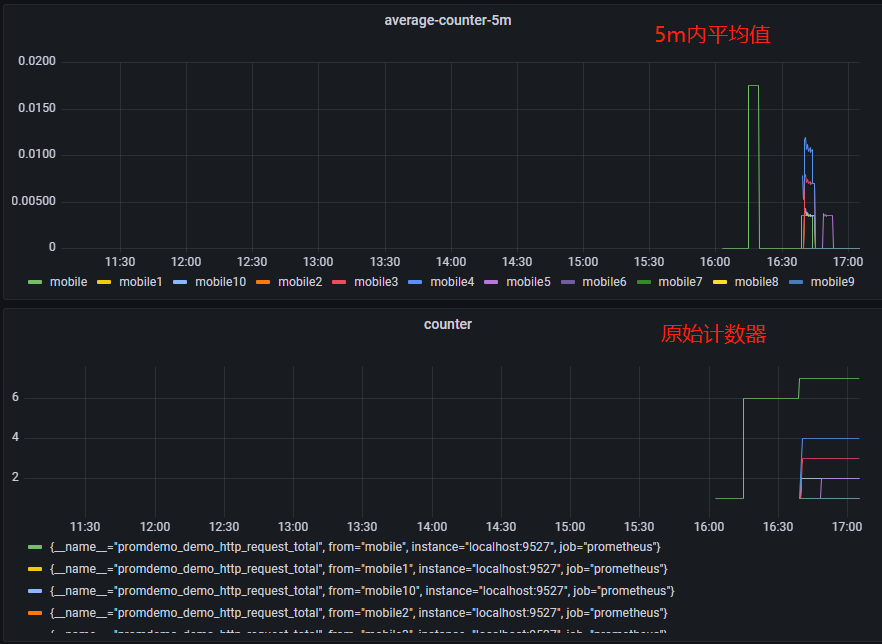 average-counter-5m
5m内平均值
0.0200
0.0150
0.0100
0.00500
0
11:30 12:00 12:30 13:00 13:30 14:00 14:30 15:00 15:30 16:00 16:30 17:00
mobile mobile1 mobile10 mobile2 mobile3 mobile4 mobile5 mobile6 mobile7 mobile8 mobile9
counter
原始计数器
6
4
2
11:30 12:00 12:30 13:00 13:30 14:00 14:30 15:00 15:30 16:00 16:30 17:00
{__name__="promdemo_demo_http_request_total", from="mobile", instance="localhost:9527", job="prometheus"}
{__name__="promdemo_demo_http_request_total", from="mobile1", instance="localhost:9527", job="prometheus"}
{__name__="promdemo_demo_http_request_total", from="mobile10", instance="localhost:9527", job="prometheus"}
{__name__="promdemo_demo_http_request_total", from="mobile2", instance="localhost:9527", job="prometheus"}